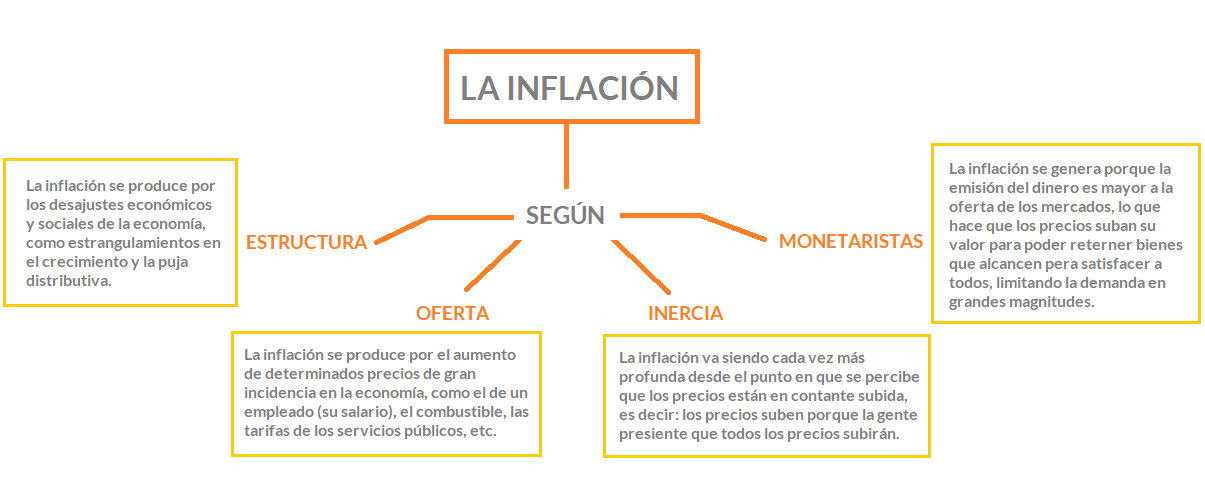 LA INFLACIÓN
SEGÚN
ESTRUCTURA
La inflación se produce por
los desajustes económicos
y sociales de la economía,
como estrangulamientos en
el crecimiento y la puja
distributiva.
OFERTA
La inflación se produce por el aumento
de determinados precios de gran
incidencia en la economía, como el de un
empleado (su salario), el combustible, las
tarifas de los servicios públicos, etc.
INERCIA
La inflación va siendo cada vez más
profunda desde el punto en que se percibe
que los precios están en contante subida,
es decir: los precios suben porque la gente
presiente que todos los precios subirán.
MONETARISTAS
La inflación se genera porque la
emisión del dinero es mayor a la
oferta de los mercados, lo que
hace que los precios suban su
valor para poder reterner bienes
que alcancen pera satisfacer a
todos, limitando la demanda en
grandes magnitudes.